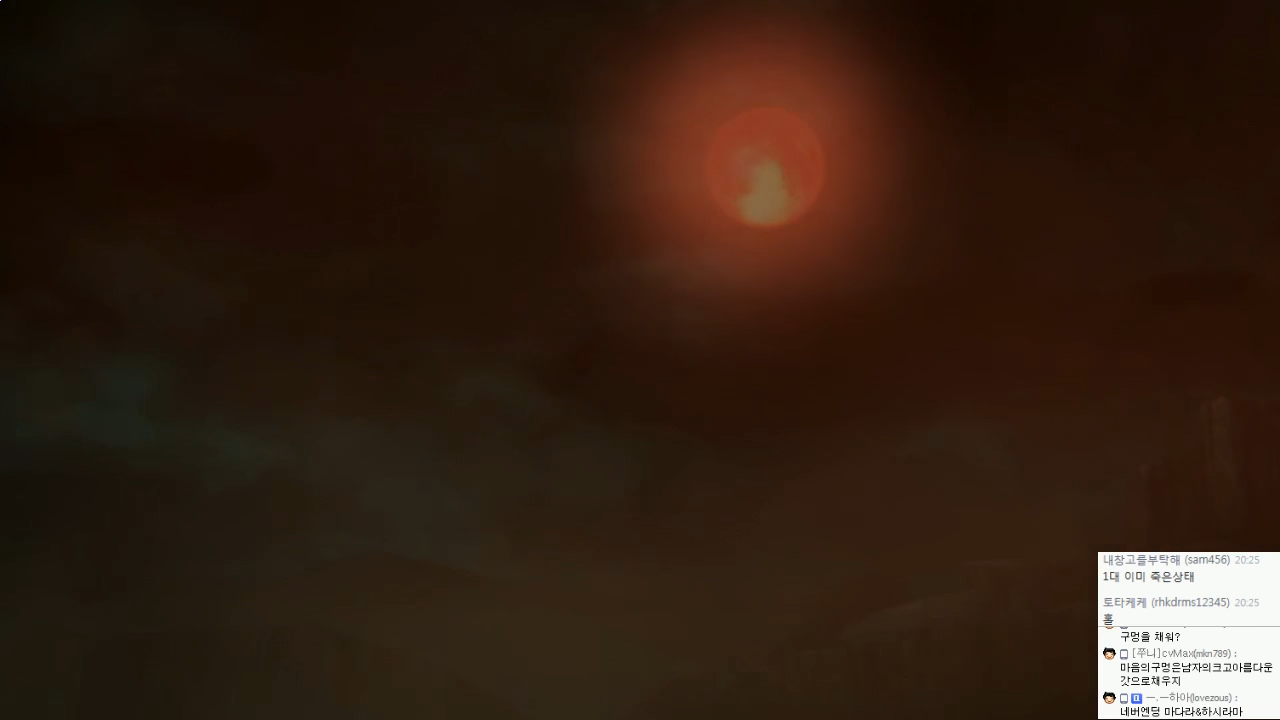 내창고를부탁해 (sam456) 20:25
1대 이미 죽은상태
토타케케 (rhkdrms12345) 20:25
홀
구멍을 채워?
[쭈니]cvMax(mkn789) :
마음의구멍은남자의크고아름다운
갓으로채우지
ㅡ.ㅡ하아(lovezous) :
네버엔딩 마다라&하시라마